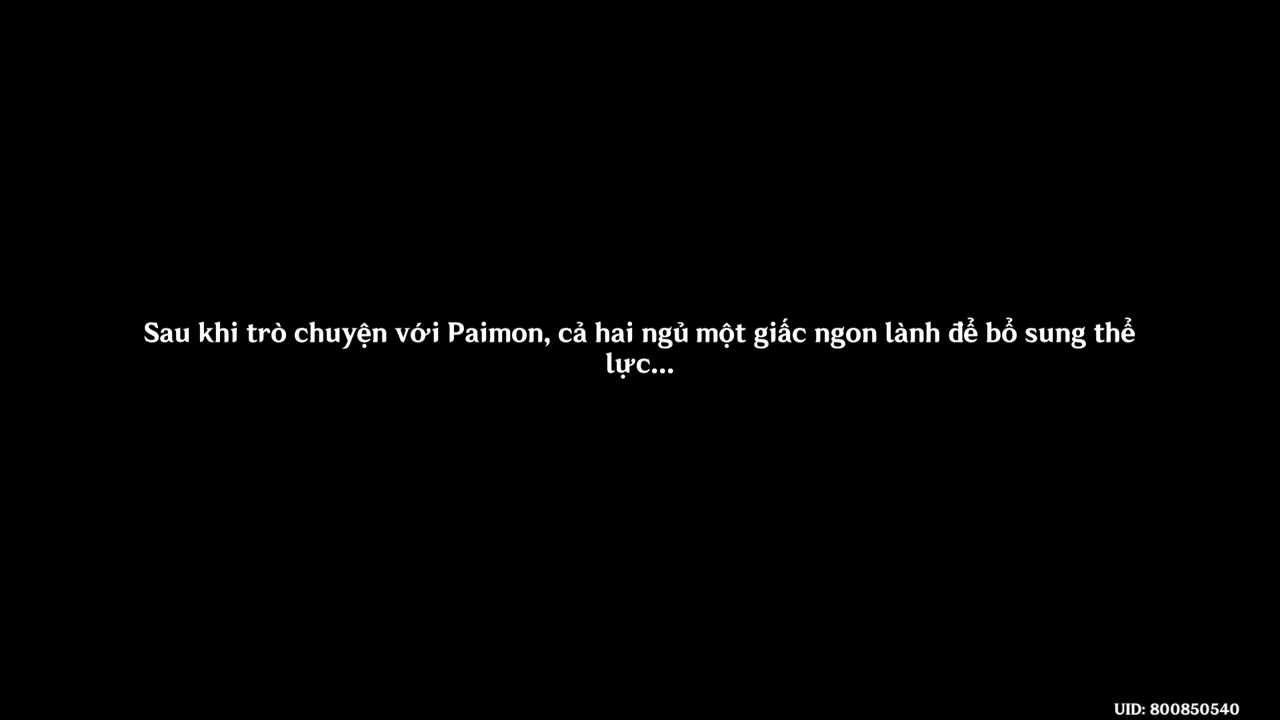 Sau khi trò chuyện với Paimon, cả hai ngủ một giấc ngon lành để bổ sung thể
lực...
UID: 800850540